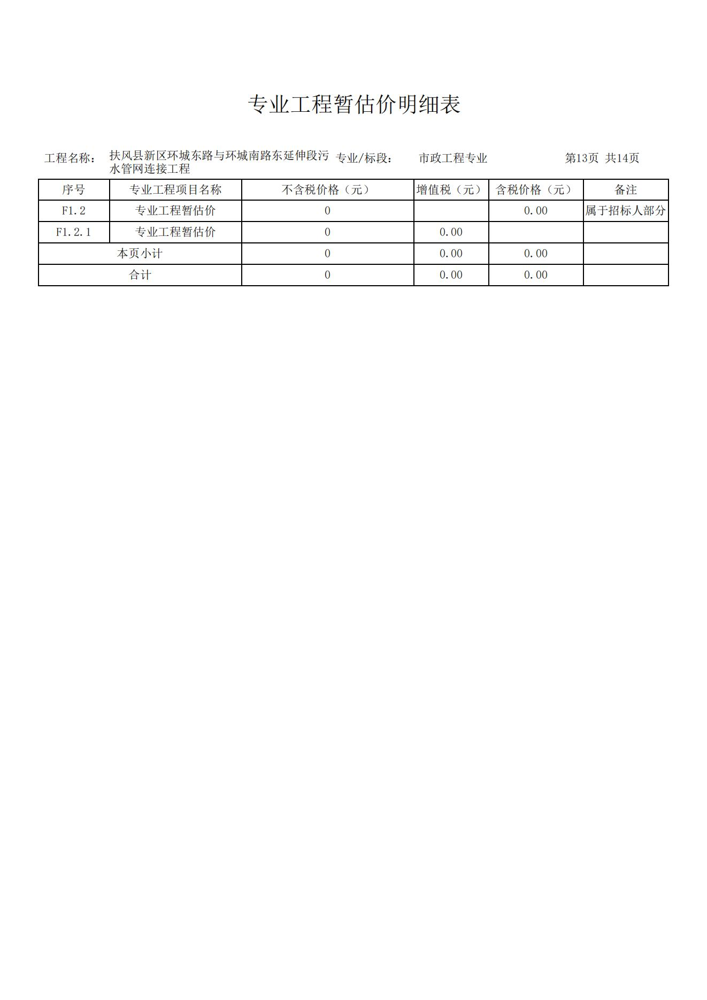 专业工程暂估价明细表
工程名称： 扶风县新区环城东路与环城南路东延伸段污 专业/标段： 市政工程专业 第13页 共14页
水管网连接工程
序号 专业工程项目名称 不含税价格（元） 增值税（元） 含税价格（元） 备注
F1.2 专业工程暂估价 0 0.00 属于招标人部分
F1.2.1 专业工程暂估价 0 0.00
本页小计 0 0.00 0.00
合计 0 0.00 0.00